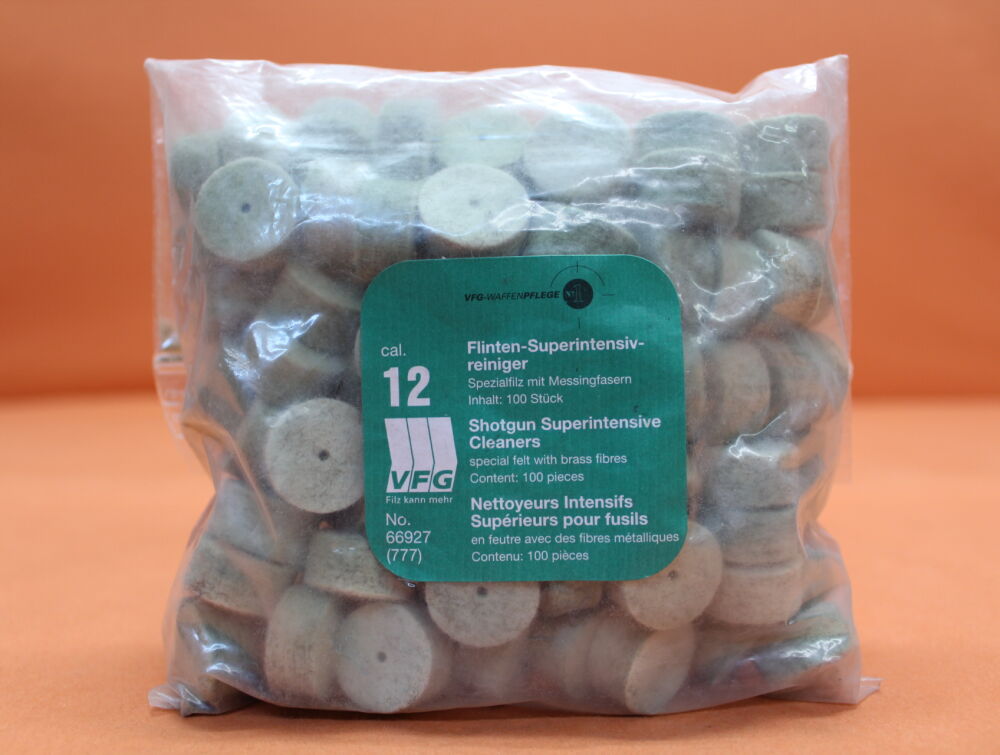 VFG-WAFFENPFLEGE No 1
cal.
12
Flinten-Superintensiv-
reiniger
Spezialfilz mit Messingfasern
Inhalt: 100 Stück
Shotgun Superintensive
Cleaners
special felt with brass fibres
Content: 100 pieces
VFG
Filz kann mehr
No.
66927
(777)
Nettoyeurs Intensifs
Supérieurs pour fusils
en feutre avec des fibres métalliques
Contenu: 100 pièces